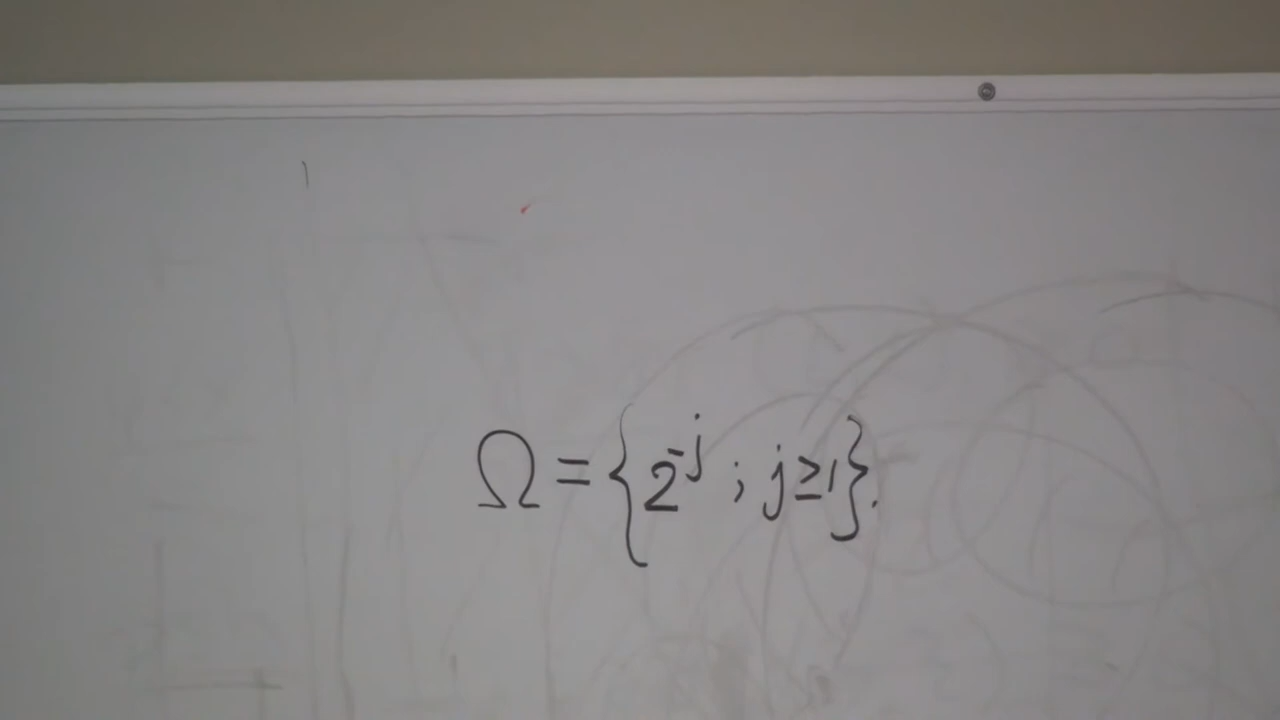 Ω = {2^{-j} ; j ≥ 1}.